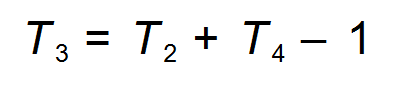 T₃ = T₂ + T₄ – 1